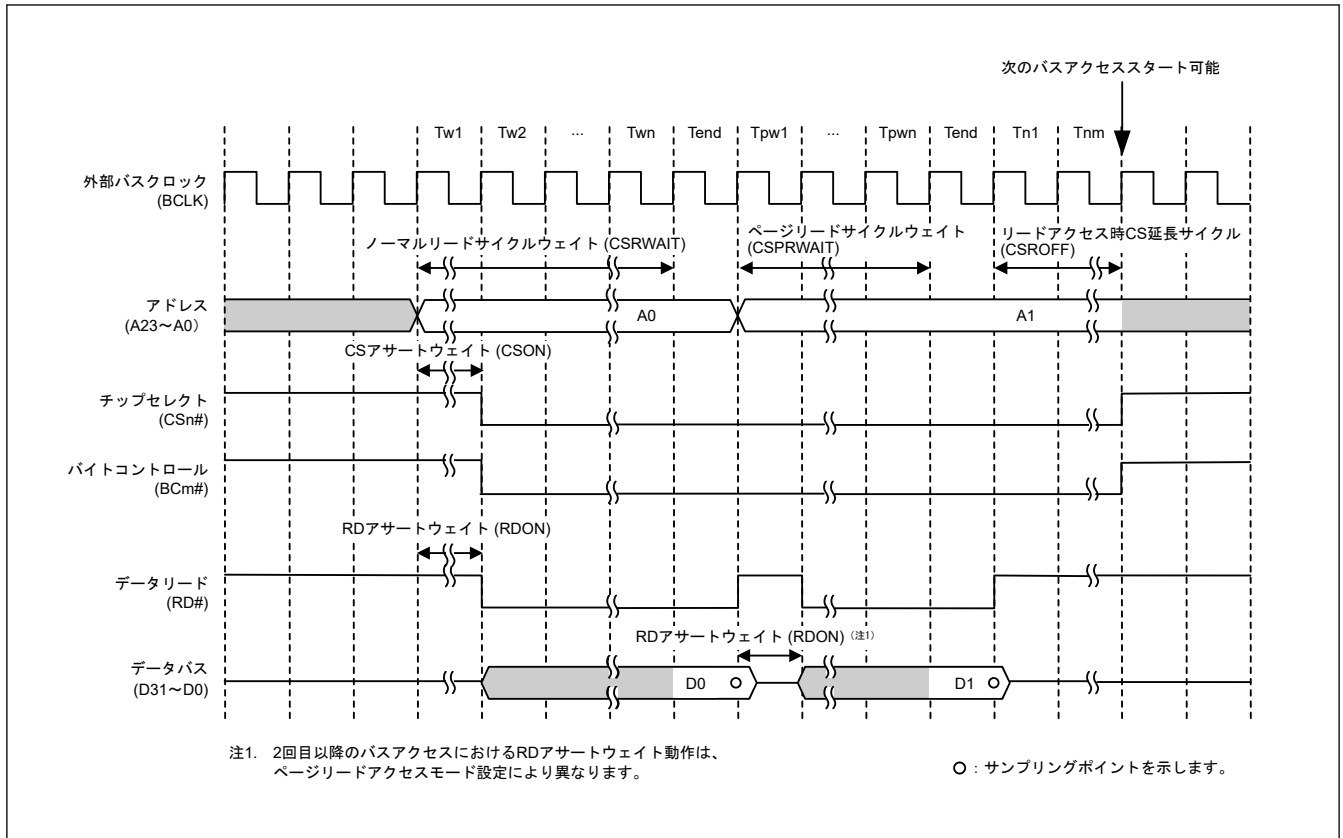 次のバスアクセススタート可能
Tw1 Tw2 ... Twn Tend Tpw1 ... Tpwn Tend Tn1 Tnm
外部バスクロック
(BCLK)
ノーマルリードサイクルウェイト (CSRWAIT)
ページリードサイクルウェイト
(CSPRWAIT)
リードアクセス時CS延長サイクル
(CSROFF)
アドレス
(A23～A0)
A0
A1
CSアサートウェイト (CSON)
チップセレクト
(CSn#)
バイトコントロール
(BCm#)
RDアサートウェイト (RDON)
データリード
(RD#)
RDアサートウェイト (RDON) (注1)
データバス
(D31～D0)
D0
D1
注1. 2回目以降のバスアクセスにおけるRDアサートウェイト動作は、
ページリードアクセスモード設定により異なります。
：サンプリングポイントを示します。